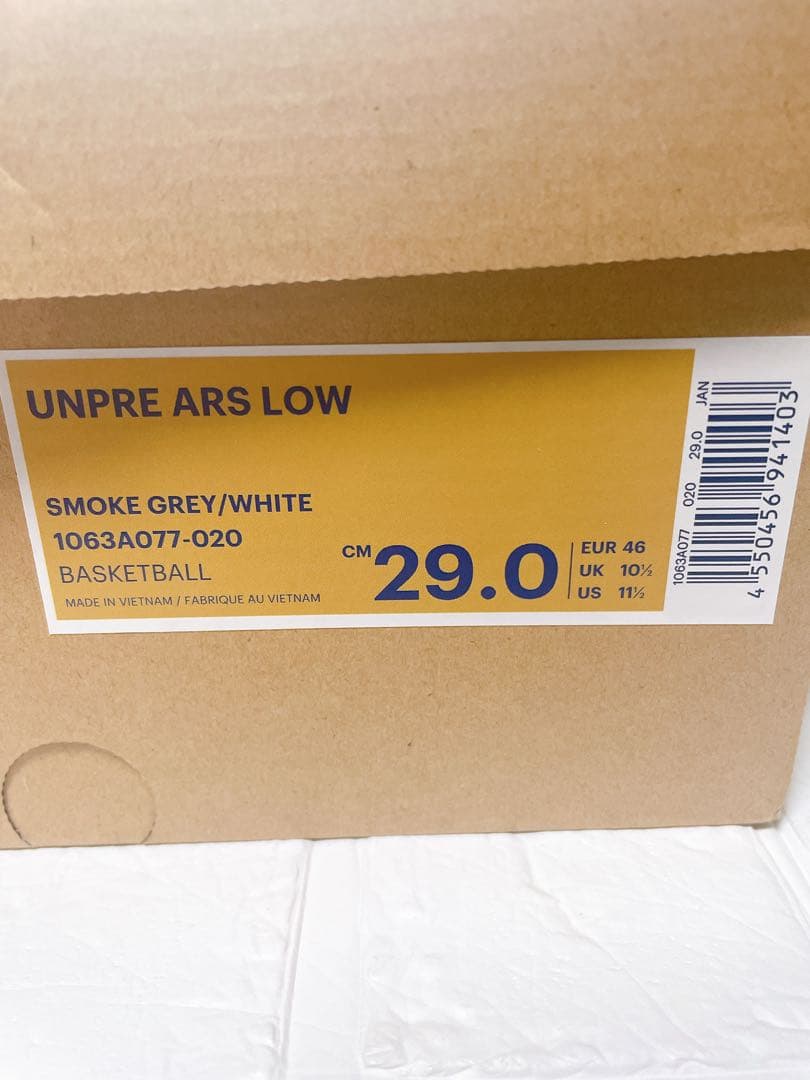 UNPRE ARS LOW
SMOKE GREY/WHITE
1063A077-020
BASKETBALL
MADE IN VIETNAM / FABRIQUE AU VIETNAM
CM 29.0
EUR 46
UK 10½
US 11½
1063A077 020 29.0 JAN
4 550456 941403